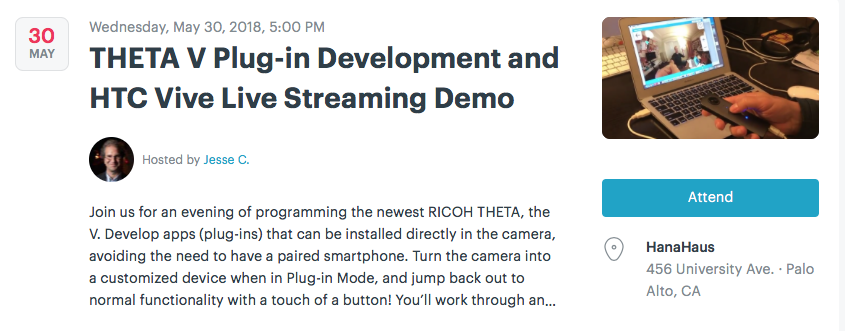 30
MAY
Wednesday, May 30, 2018, 5:00 PM
THETA V Plug-in Development and
HTC Vive Live Streaming Demo
Hosted by Jesse C.
Join us for an evening of programming the newest RICOH THETA, the
V. Develop apps (plug-ins) that can be installed directly in the camera,
avoiding the need to have a paired smartphone. Turn the camera into
a customized device when in Plug-in Mode, and jump back out to
normal functionality with a touch of a button! You’ll work through an...
Attend
HanaHaus
456 University Ave. · Palo
Alto, CA